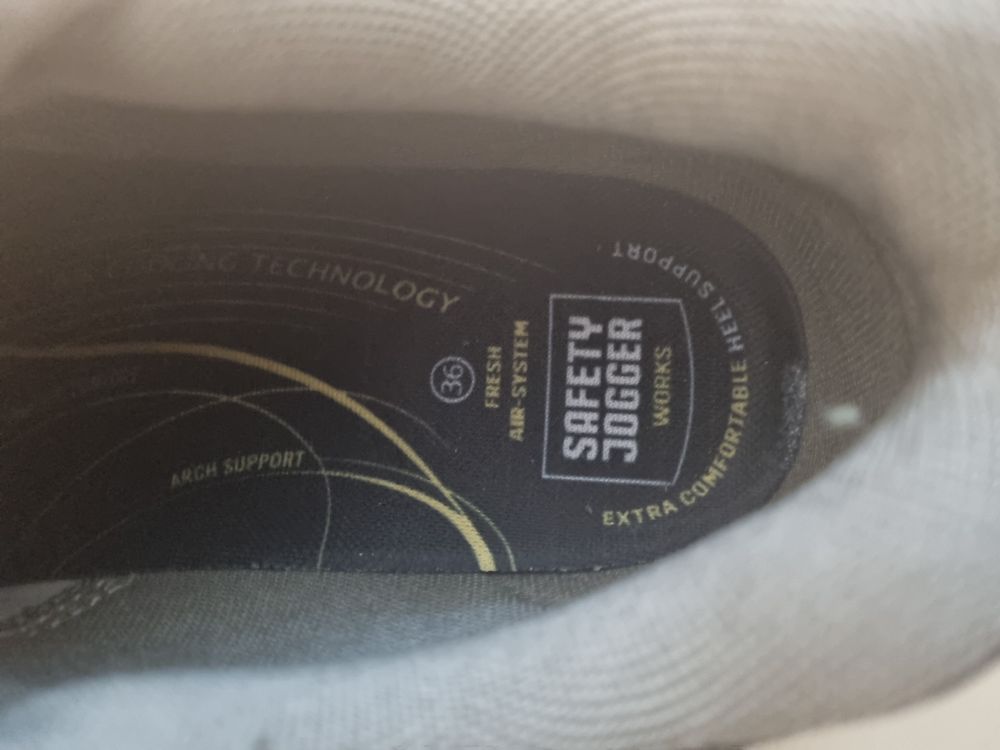 TECHNOLOGY
36
FRESH
AIR-SYSTEM
SAFETY
JOGGER
WORKS
EXTRA COMFORTABLE HEEL SUPPORT
ARCH SUPPORT